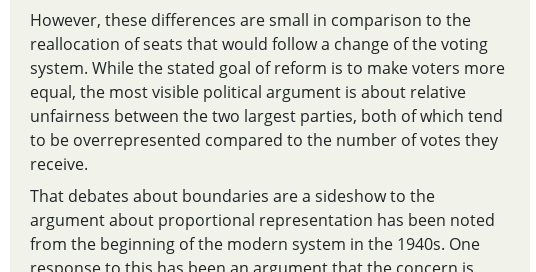 However, these differences are small in comparison to the
reallocation of seats that would follow a change of the voting
system. While the stated goal of reform is to make voters more
equal, the most visible political argument is about relative
unfairness between the two largest parties, both of which tend
to be overrepresented compared to the number of votes they
receive.
That debates about boundaries are a sideshow to the
argument about proportional representation has been noted
from the beginning of the modern system in the 1940s. One
response to this has been an argument that the concern is